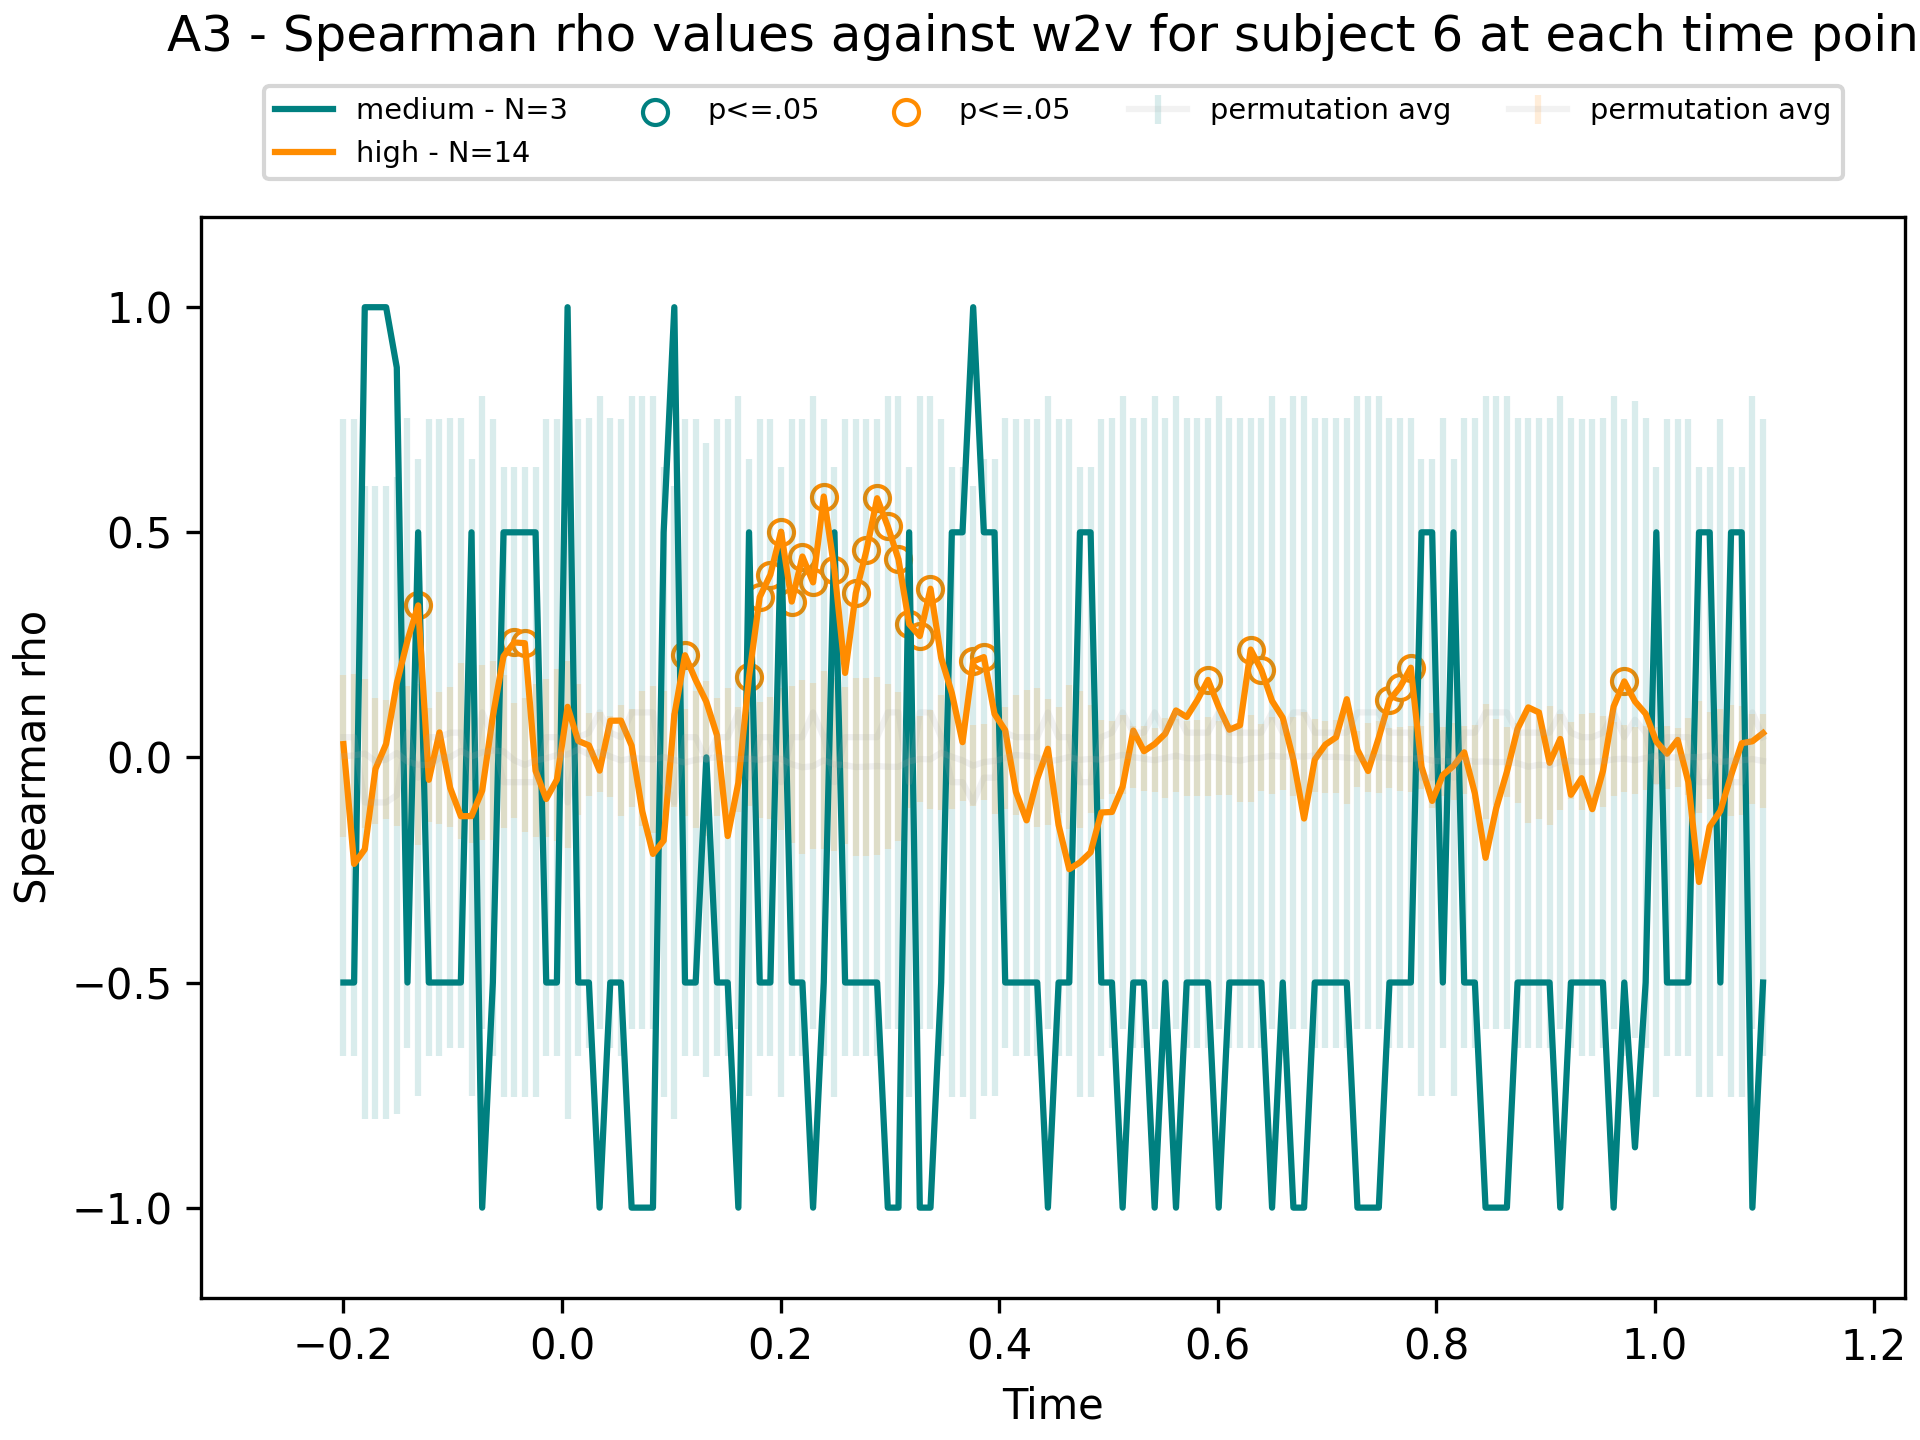 A3 - Spearman rho values against w2v for subject 6 at each time poin
medium - N=3
high - N=14
p<=.05
p<=.05
permutation avg
permutation avg
1.0
0.5
0.0
−0.5
−1.0
Spearman rho
−0.2 0.0 0.2 0.4 0.6 0.8 1.0 1.2
Time